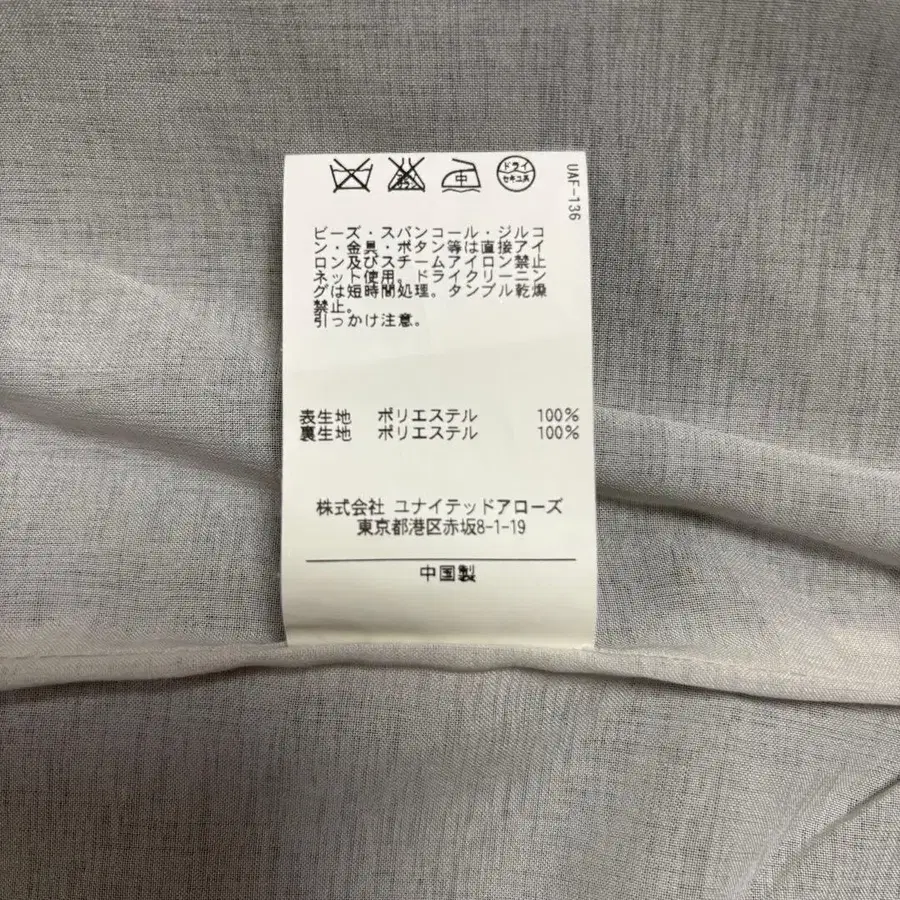 中
ドライ
セキユ系
UAF-136
ビーズ・スパンコール・ジルコ
ン・金具・ボタン等は直接アイ
ロン及びスチームアイロン禁止
ネット使用。ドライクリーニン
グは短時間処理。タンブル乾燥
禁止。
引っかけ注意。
表生地 ポリエステル 100%
裏生地 ポリエステル 100%
株式会社 ユナイテッドアローズ
東京都港区赤坂8-1-19
中国製